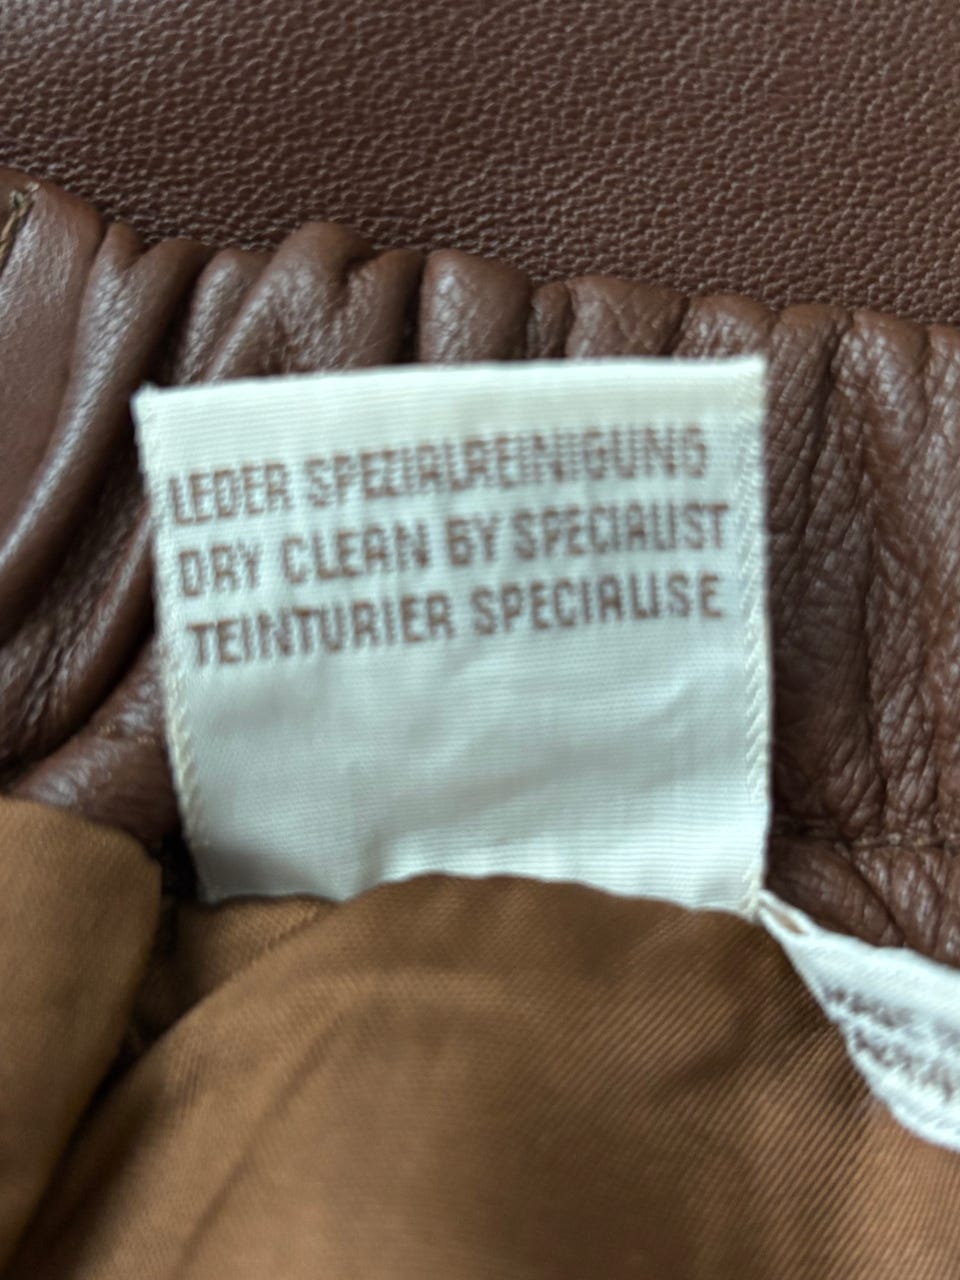 LEDER SPEZIALREINIGUNG
DRY CLEAN BY SPECIALIST
TEINTURIER SPECIALISE